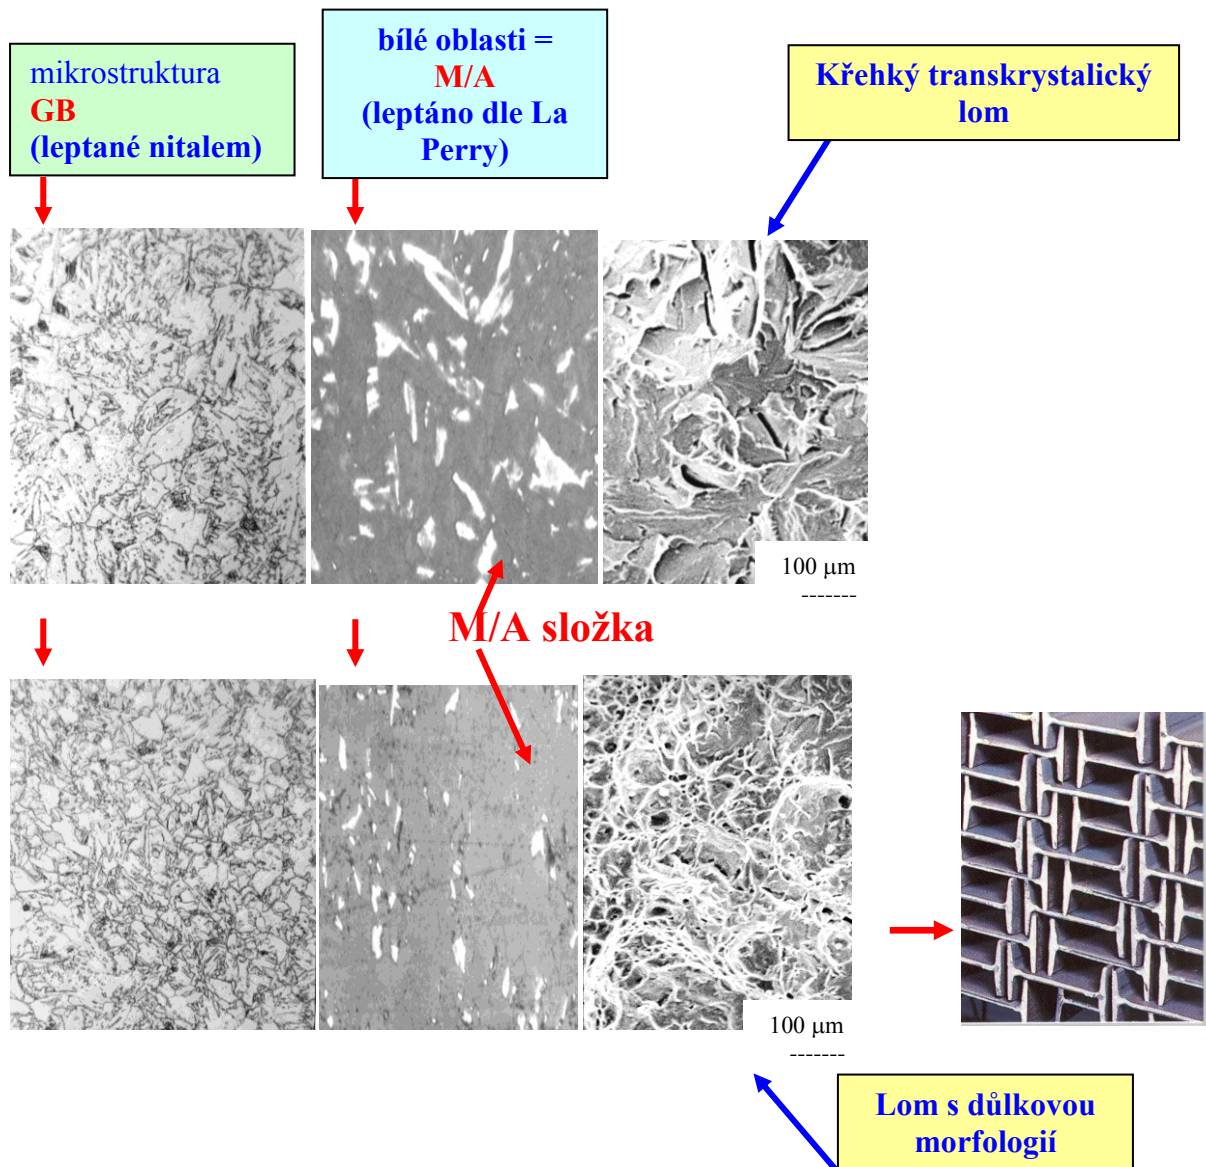 mikrostruktura
GB
(leptané nitalem)
bílé oblasti =
M/A
(leptáno dle La
Perry)
Křehký transkrystalický
lom
100 μm
-------
M/A složka
100 μm
-------
Lom s důlkovou
morfologií